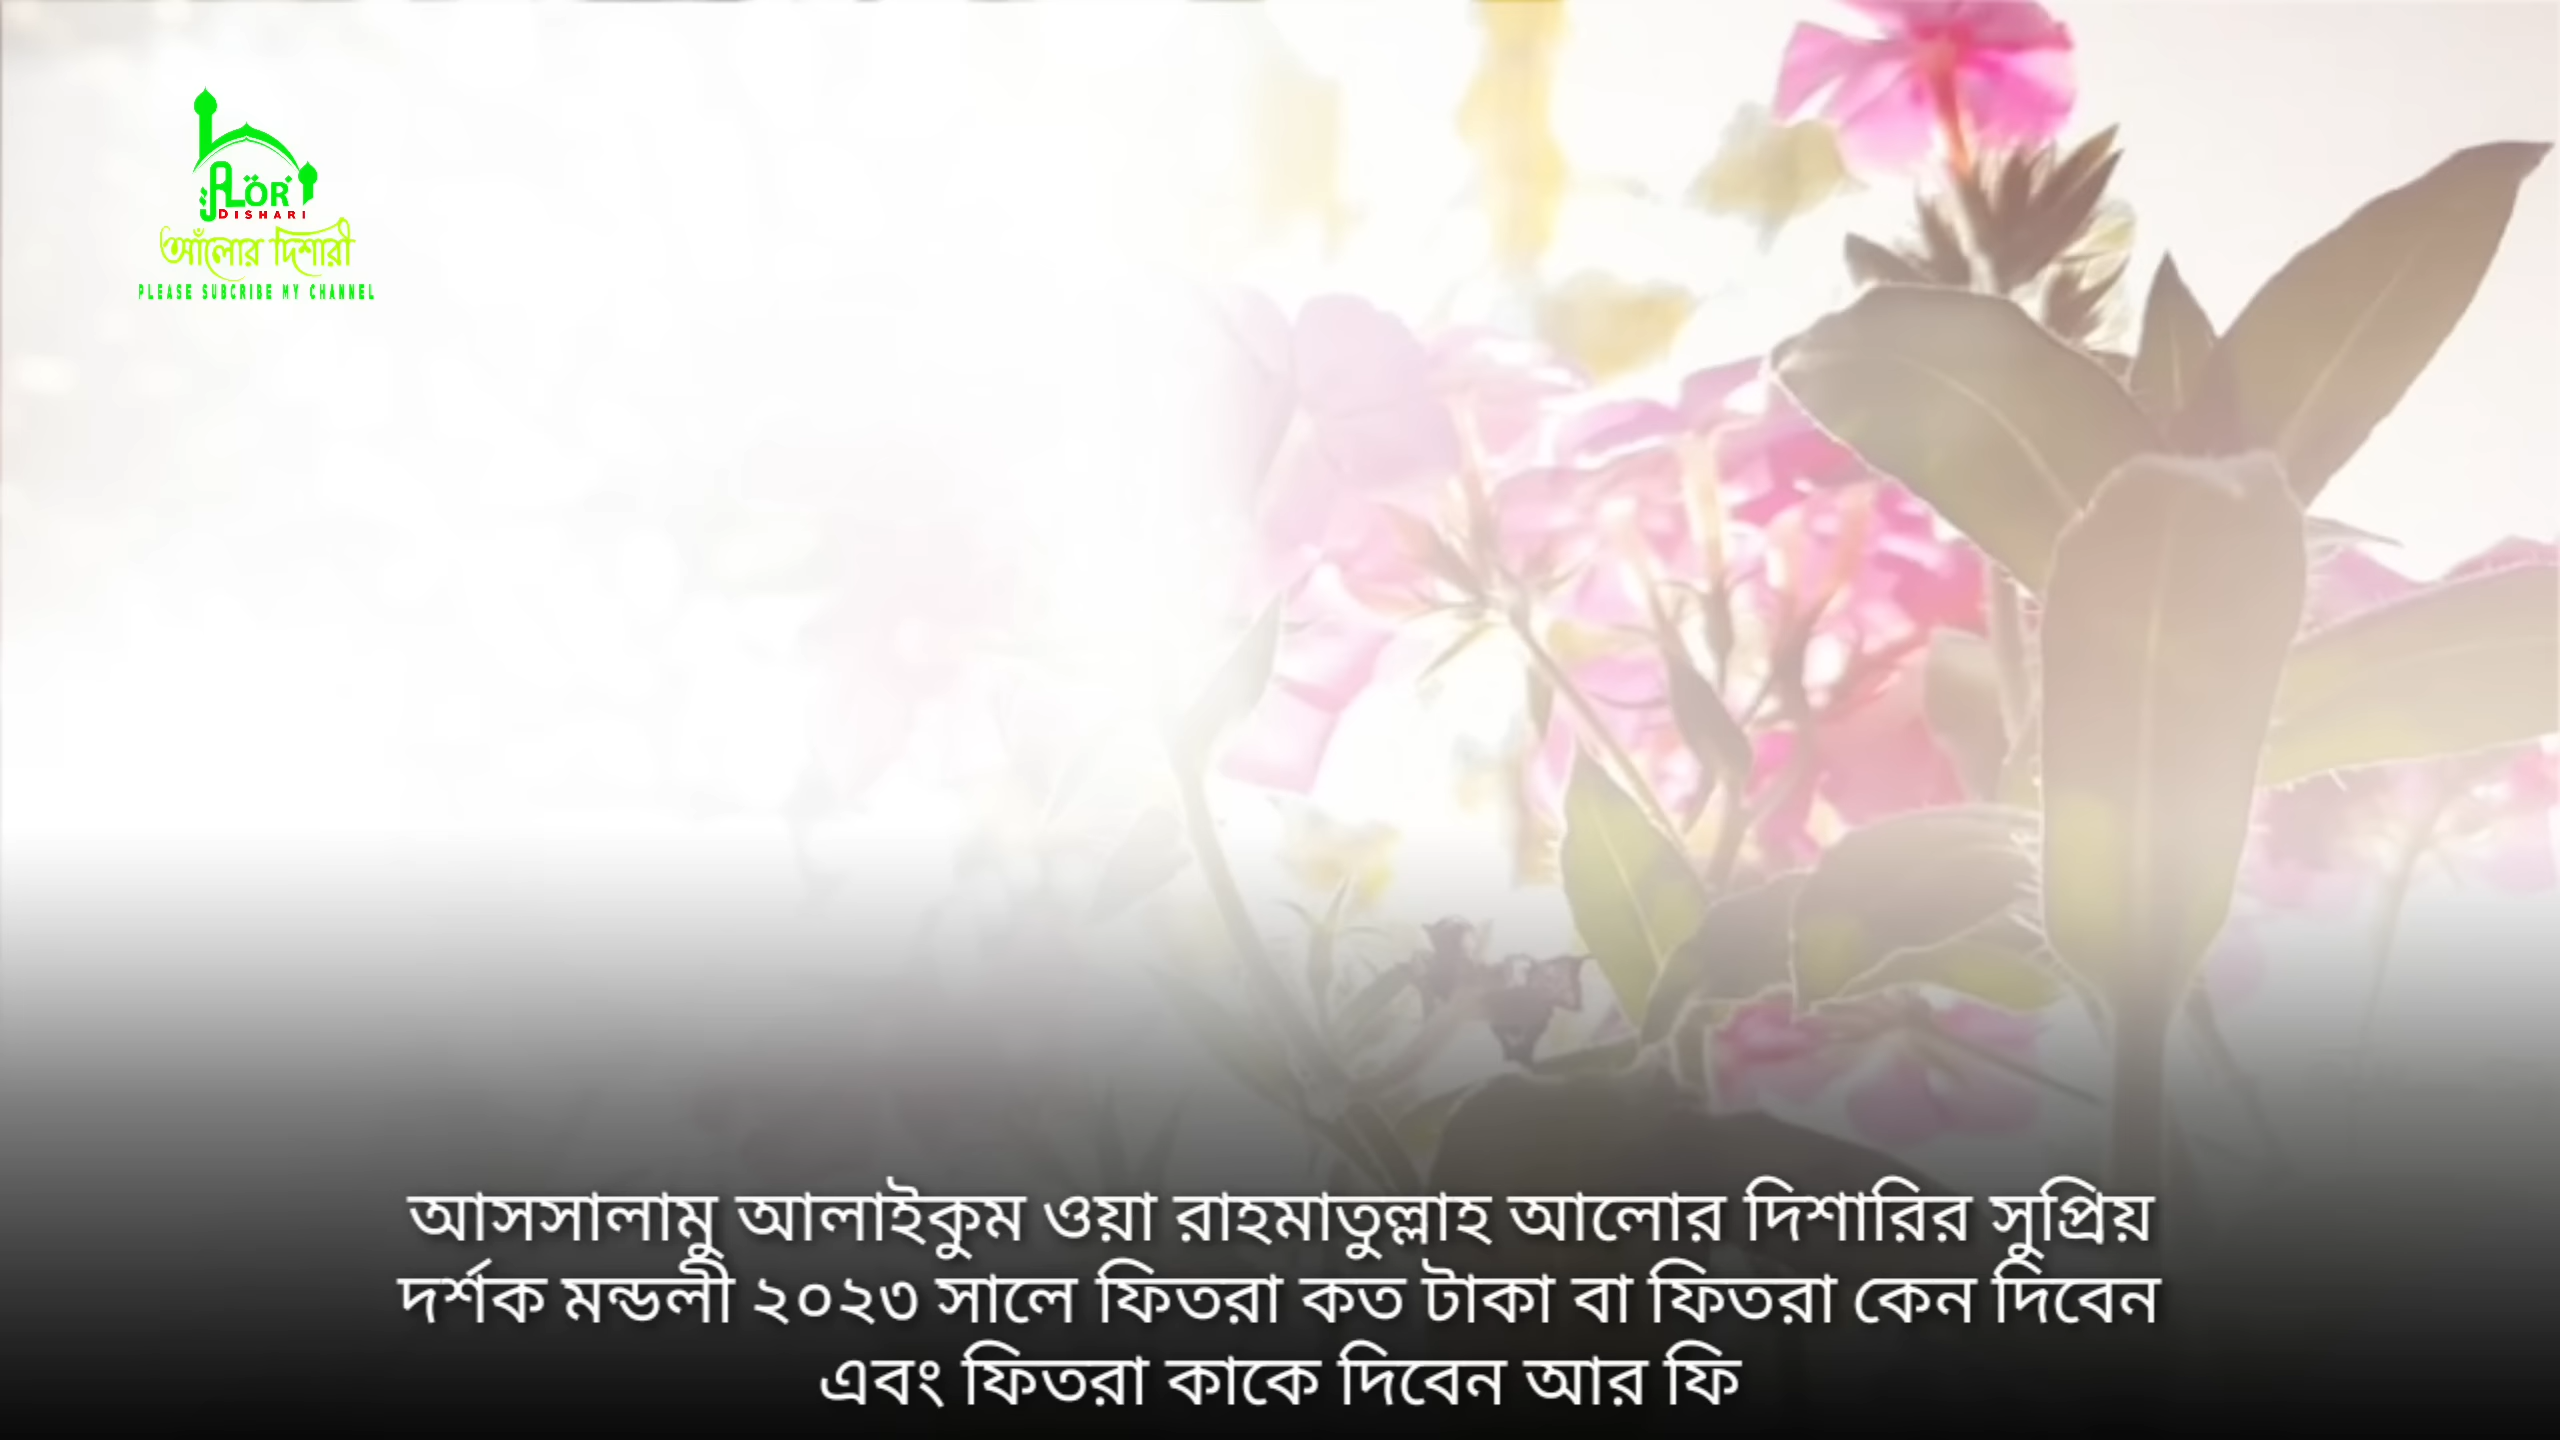 ALOR
DISHARI
আঁলোর দিশারী
PLEASE SUBCRIBE MY CHANNEL
আসসালামু আলাইকুম ওয়া রাহমাতুল্লাহ আলোর দিশারির সুপ্রিয়
দর্শক মন্ডলী ২০২৩ সালে ফিতরা কত টাকা বা ফিতরা কেন দিবেন
এবং ফিতরা কাকে দিবেন আর ফি